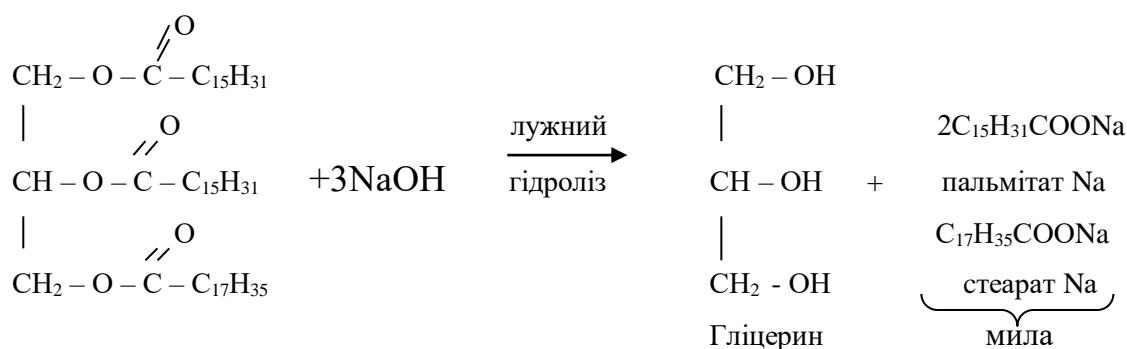 O
CH₂ – O – C – C₁₅H₃₁ CH₂ – OH
O лужний 2C₁₅H₃₁COONa
CH – O – C – C₁₅H₃₁ +3NaOH гідроліз CH – OH + пальмітат Na
O C₁₇H₃₅COONa
CH₂ – O – C – C₁₇H₃₅ CH₂ - OH стеарат Na
Гліцерин мила